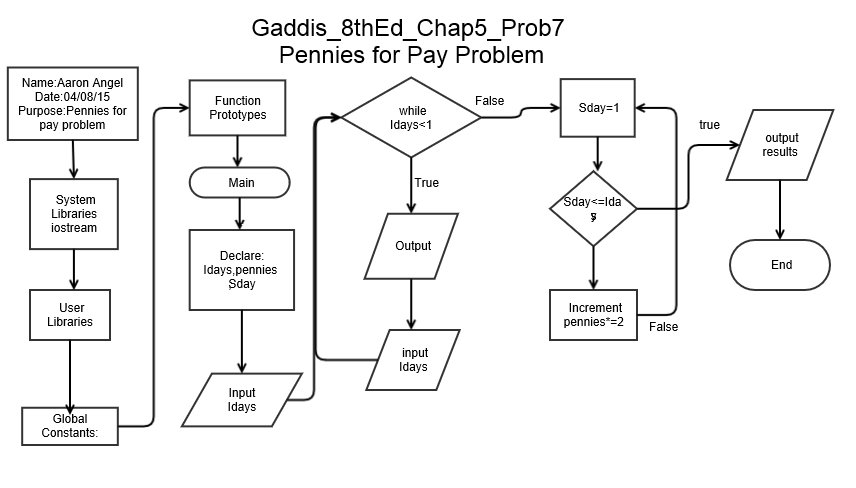 Gaddis_8thEd_Chap5_Prob7
Pennies for Pay Problem
Name:Aaron Angel
Date:04/08/15
Purpose:Pennies for
pay problem
System
Libraries
iostream
User
Libraries
Global
Constants:
Function
Prototypes
Main
Declare:
Idays,pennies
,Sday
Input
Idays
while
Idays<1
False
True
Output
input
Idays
Sday=1
Sday<=Iday
s
Increment
pennies*=2
False
true
output
results
End